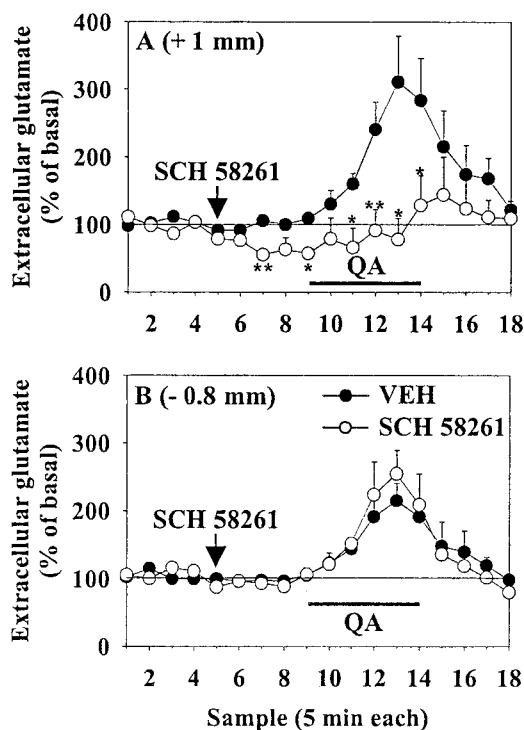 A (+ 1 mm)
Extracellular glutamate
(% of basal)
400
300
200
100
0
SCH 58261
*
**
*
*
**
*
QA
2 4 6 8 10 12 14 16 18
B (- 0.8 mm)
VEH
SCH 58261
Extracellular glutamate
(% of basal)
400
300
200
100
0
SCH 58261
QA
2 4 6 8 10 12 14 16 18
Sample (5 min each)